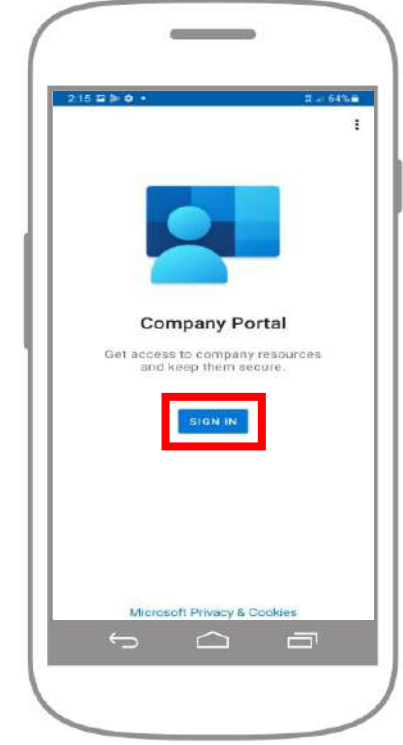 2:15
64%
Company Portal
Get access to company resources
and keep them secure.
SIGN IN
Microsoft Privacy & Cookies